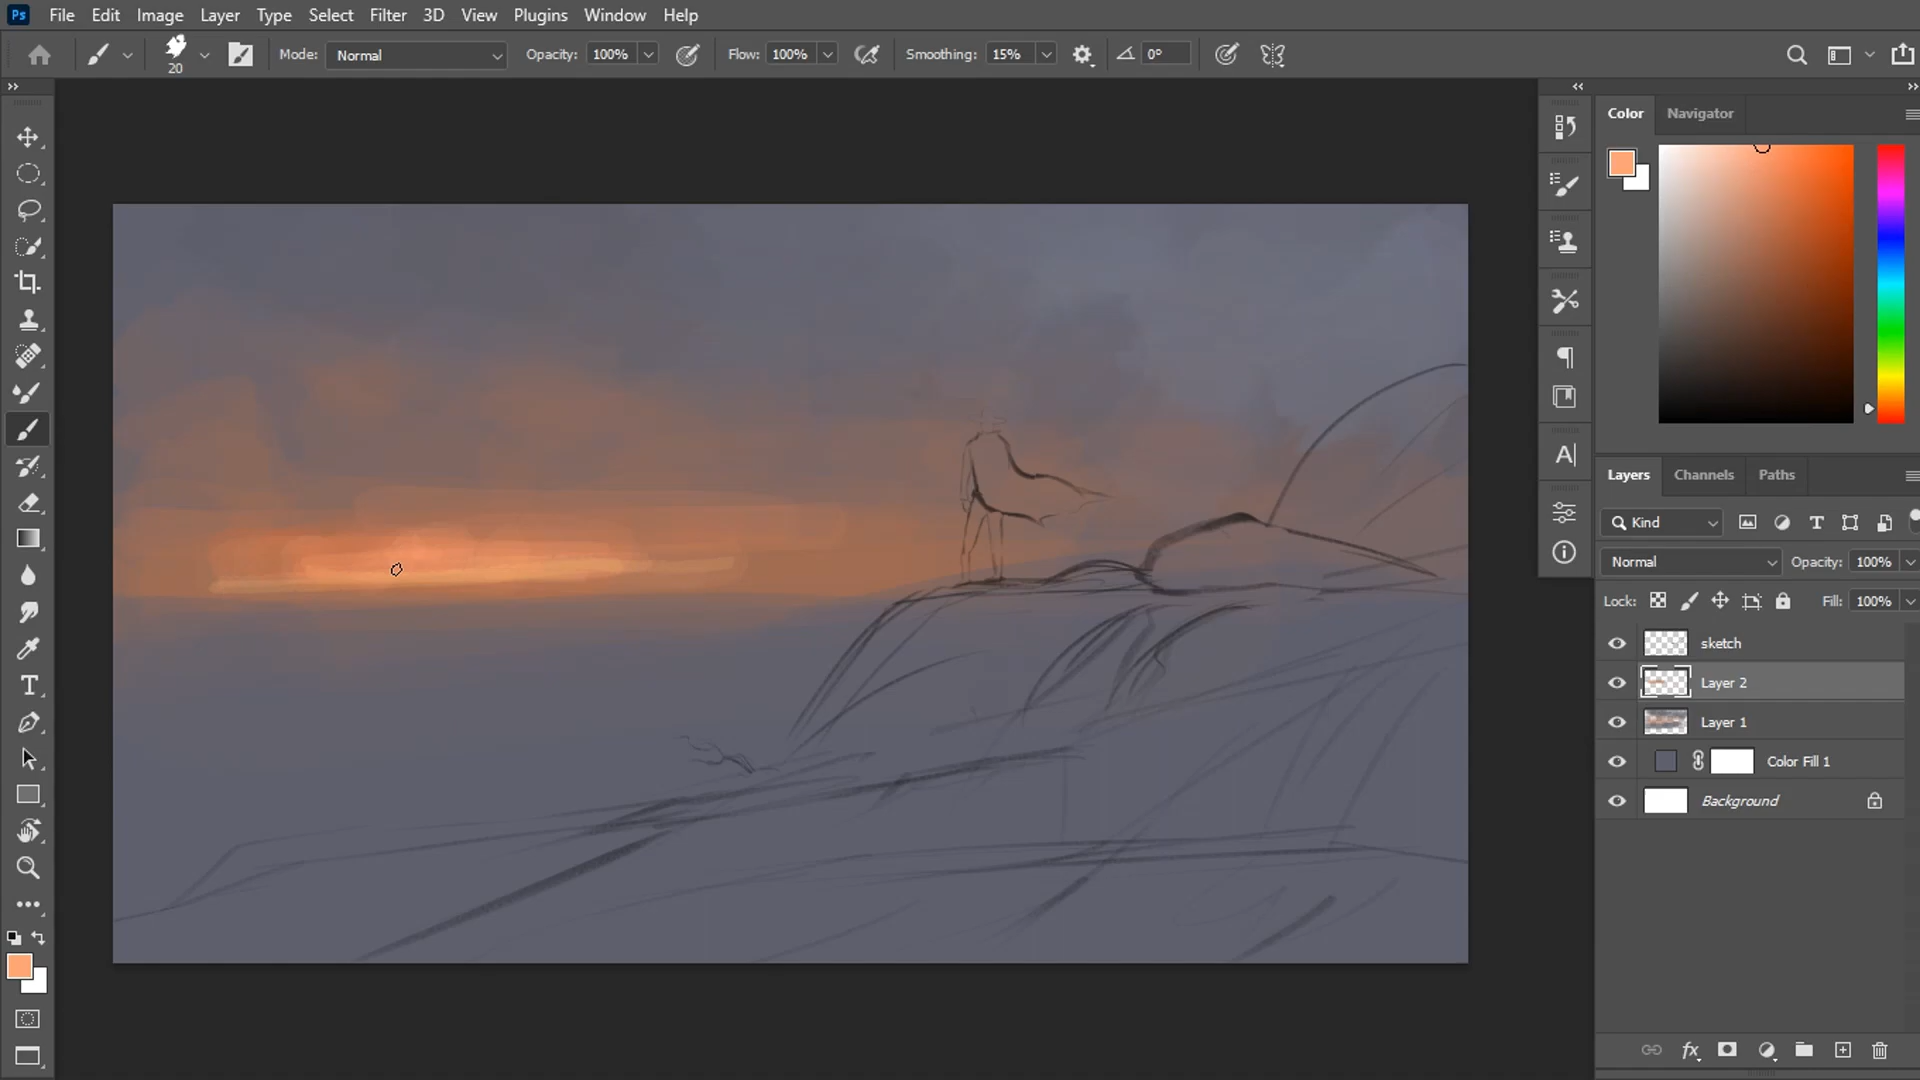 Ps File Edit Image Layer Type Select Filter 3D View Plugins Window Help
20 Mode: Normal Opacity: 100% Flow: 100% Smoothing: 15% 0°
Color Navigator
Layers Channels Paths
Kind
Normal Opacity: 100%
Lock: Fill: 100%
sketch
Layer 2
Layer 1
Color Fill 1
Background